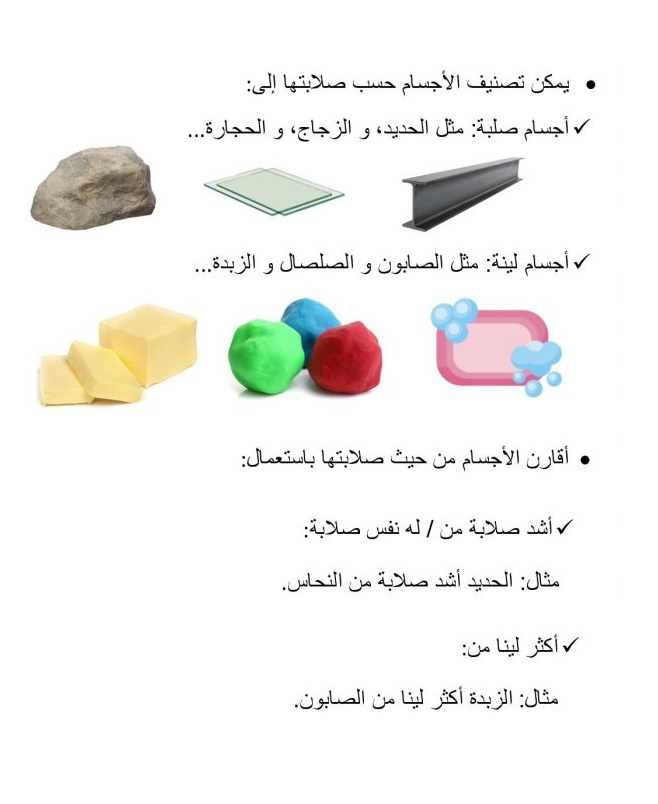 • يمكن تصنيف الأجسام حسب صلابتها إلى:
✓ أجسام صلبة: مثل الحديد، و الزجاج، و الحجارة...
✓ أجسام لينة: مثل الصابون و الصلصال و الزبدة...
• أقارن الأجسام من حيث صلابتها باستعمال:
✓ أشد صلابة من / له نفس صلابة:
مثال: الحديد أشد صلابة من النحاس.
✓ أكثر لينا من:
مثال: الزبدة أكثر لينا من الصابون.